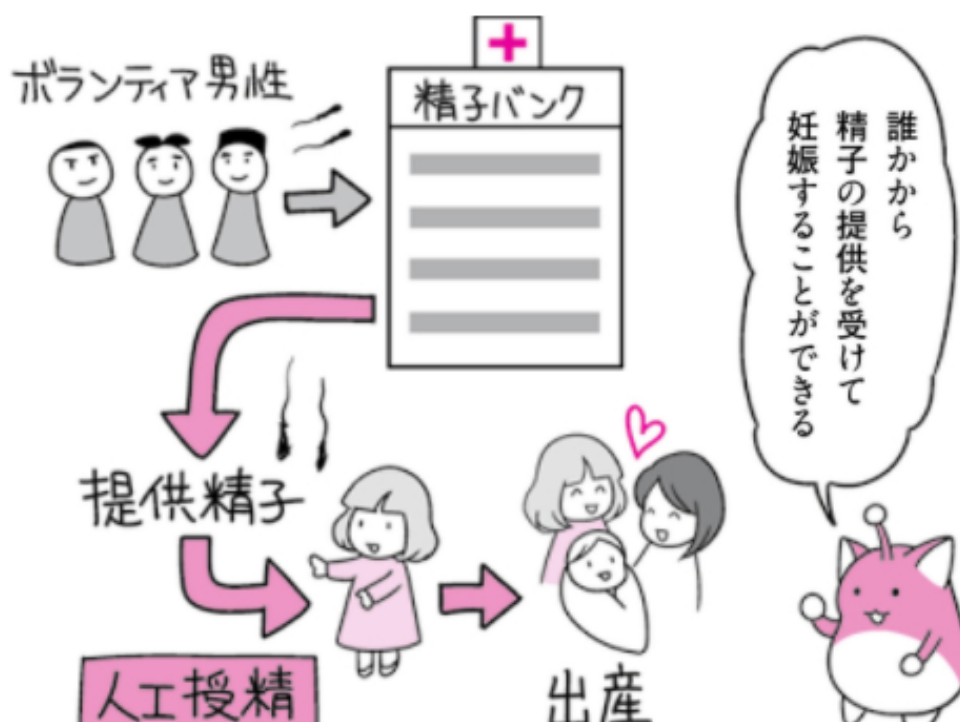 ボランティア男性
精子バンク
誰かから
精子の提供を受けて
妊娠することができる
提供精子
人工授精
出産